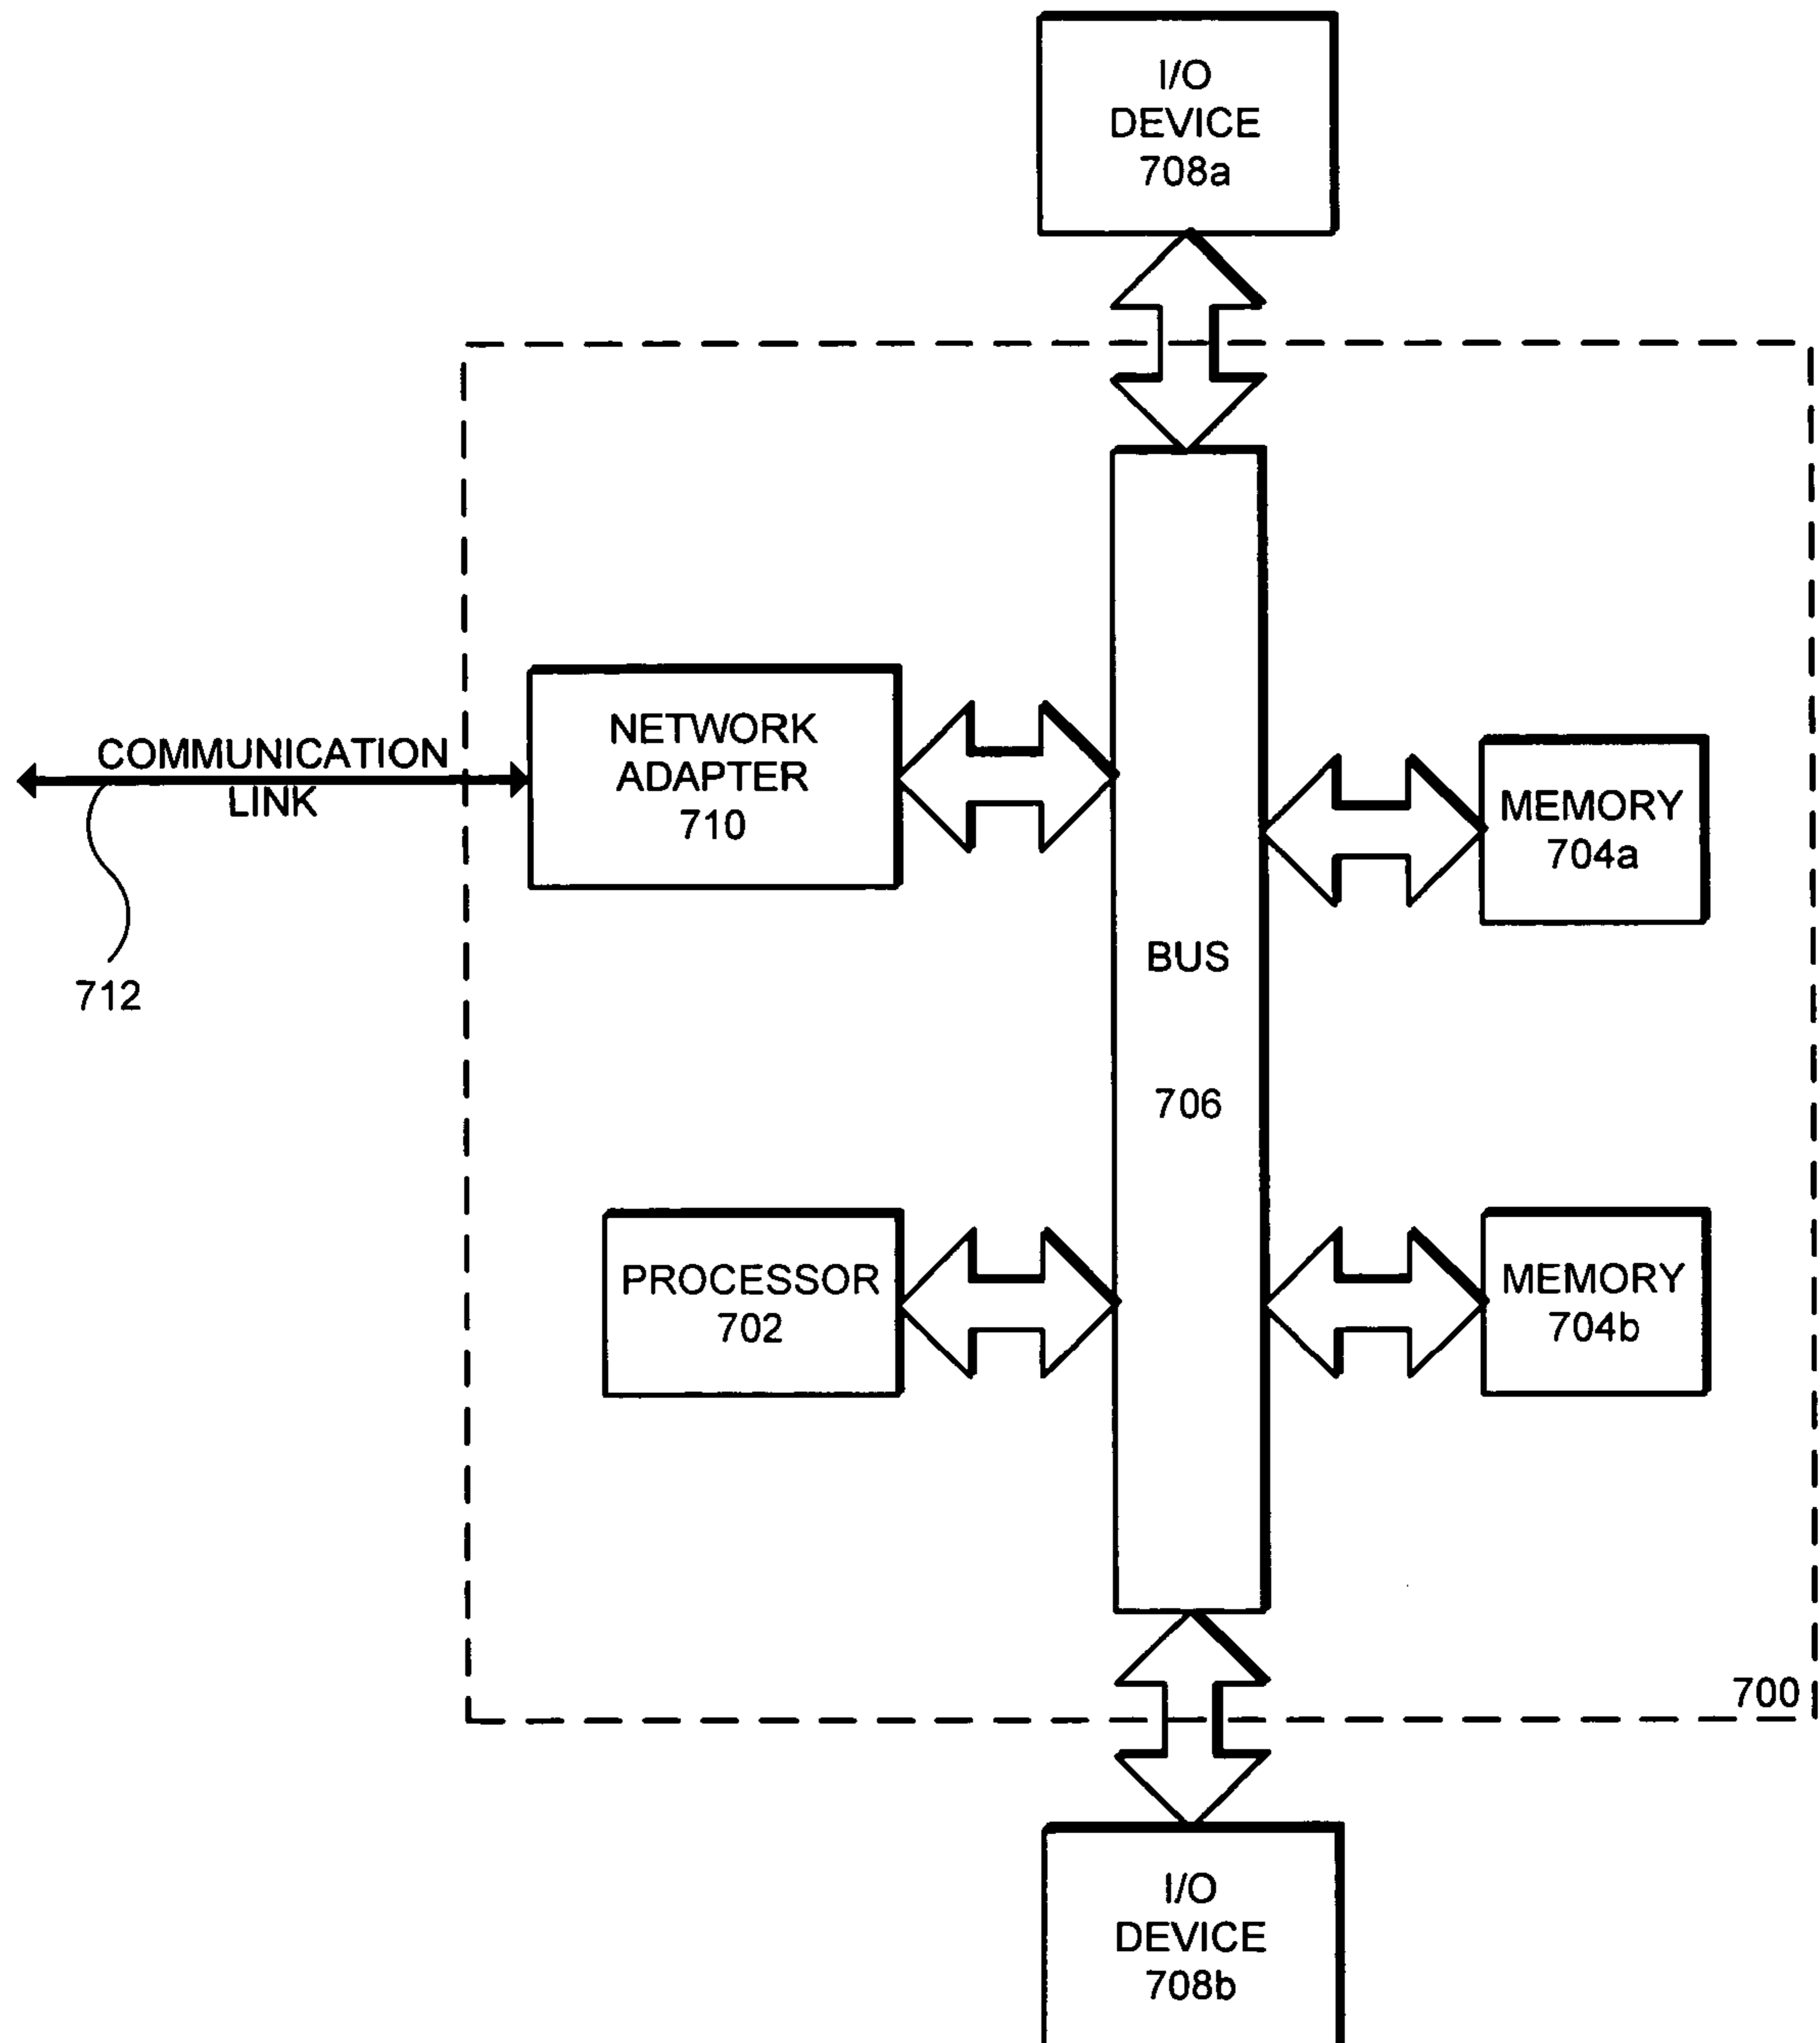 I/O
DEVICE
708a
COMMUNICATION
LINK
712
NETWORK
ADAPTER
710
MEMORY
704a
BUS
706
PROCESSOR
702
MEMORY
704b
700
I/O
DEVICE
708b